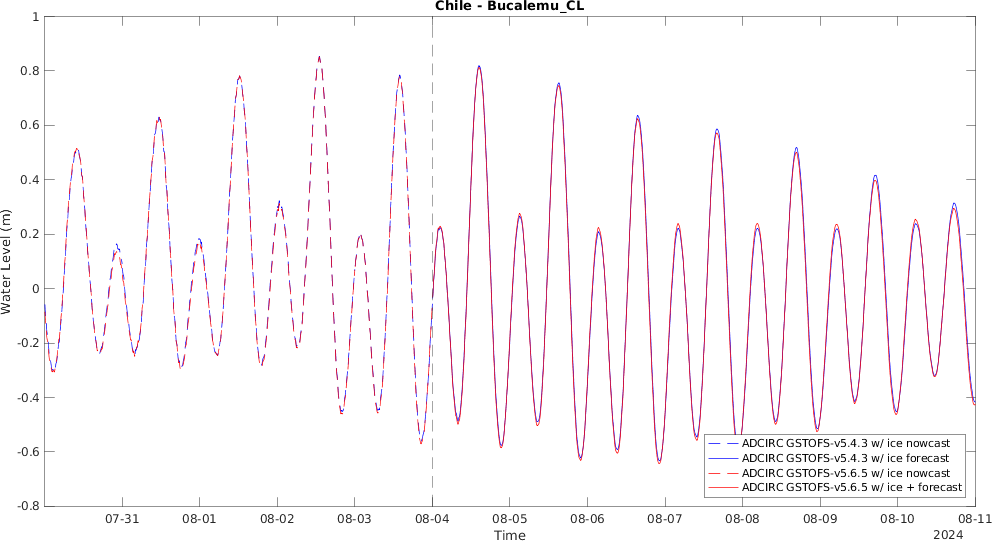 Chile - Bucalemu_CL
Water Level (m)
1
0.8
0.6
0.4
0.2
0
-0.2
-0.4
-0.6
-0.8
ADCIRC GSTOFS-v5.4.3 w/ ice nowcast
ADCIRC GSTOFS-v5.4.3 w/ ice forecast
ADCIRC GSTOFS-v5.6.5 w/ ice nowcast
ADCIRC GSTOFS-v5.6.5 w/ ice + forecast
07-31 08-01 08-02 08-03 08-04 08-05 08-06 08-07 08-08 08-09 08-10 08-11
Time
2024